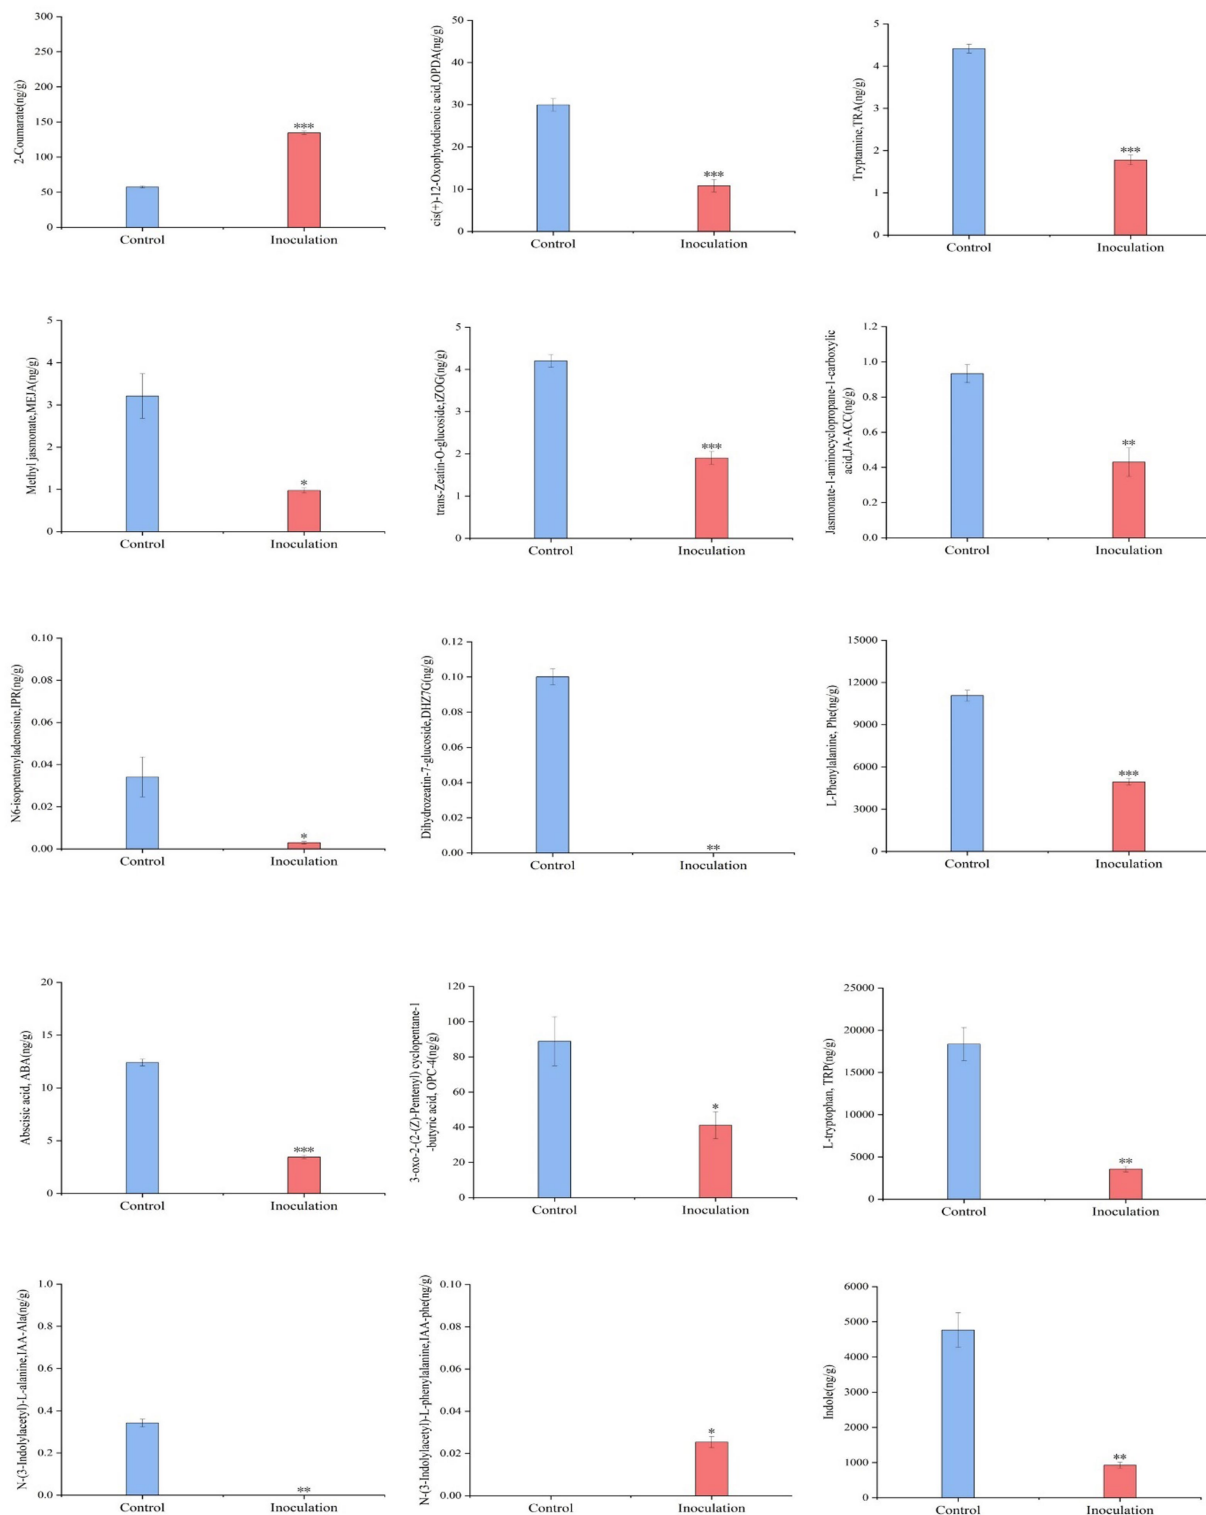 2-Coumarate(ng/g)
300
250
200
150
100
50
0
***
Control
Inoculation
cis(+)-12-Oxophytodienoic acid,OPDA(ng/g)
50
40
30
20
10
0
***
Control
Inoculation
Tryptamine,TRA(ng/g)
5
4
3
2
1
0
***
Control
Inoculation
Methyl jasmonate,MEJA(ng/g)
5
4
3
2
1
0
*
Control
Inoculation
trans-Zeatin-O-glucoside,tZOG(ng/g)
5
4
3
2
1
0
***
Control
Inoculation
Jasmonate-1-aminocyclopropane-1-carboxylic
acid,JA-ACC(ng/g)
1.2
1.0
0.8
0.6
0.4
0.2
0.0
**
Control
Inoculation
N6-isopentenyladenosine,IPR(ng/g)
0.10
0.08
0.06
0.04
0.02
0.00
*
Control
Inoculation
Dihydrozeatin-7-glucoside,DHZ7G(ng/g)
0.12
0.10
0.08
0.06
0.04
0.02
0.00
**
Control
Inoculation
L-Phenylalanine, Phe(ng/g)
15000
12000
9000
6000
3000
0
***
Control
Inoculation
Abscisic acid, ABA(ng/g)
20
15
10
5
0
***
Control
Inoculation
3-oxo-2-(2-(Z)-Pentenyl) cyclopentane-1
-butyric acid, OPC-4(ng/g)
120
100
80
60
40
20
0
*
Control
Inoculation
L-tryptophan, TRP(ng/g)
25000
20000
15000
10000
5000
0
**
Control
Inoculation
N-(3-Indolylacetyl)-L-alanine,IAA-Ala(ng/g)
1.0
0.8
0.6
0.4
0.2
0.0
**
Control
Inoculation
N-(3-Indolylacetyl)-L-phenylalanine,IAA-phe(ng/g)
0.10
0.08
0.06
0.04
0.02
0.00
*
Control
Inoculation
Indole(ng/g)
6000
5000
4000
3000
2000
1000
0
**
Control
Inoculation